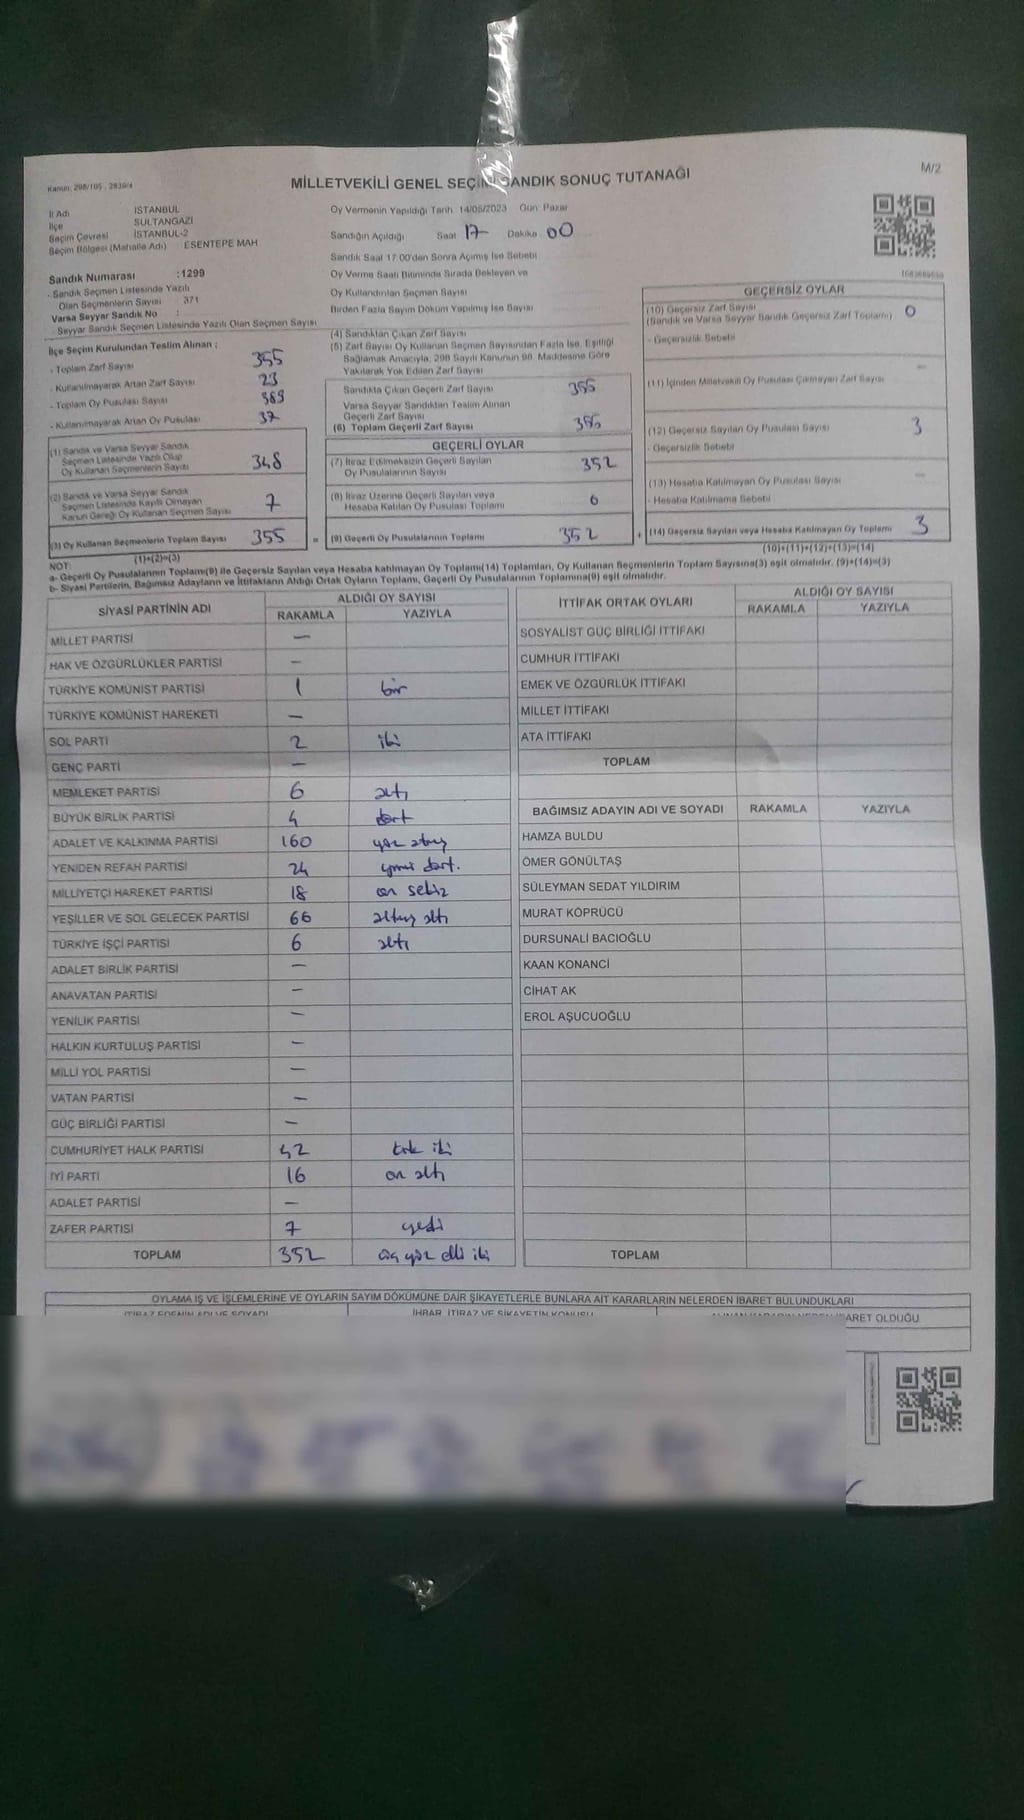 M/2
Kanun: 298/105 , 2839/4
MİLLETVEKİLİ GENEL SEÇİMİ SANDIK SONUÇ TUTANAĞI
İl Adı İSTANBUL
İlçe SULTANGAZİ
Seçim Çevresi İSTANBUL-2
Seçim Bölgesi (Mahalle Adı) ESENTEPE MAH
Sandık Numarası :1299
- Sandık Seçmen Listesinde Yazılı
Olan Seçmenlerin Sayısı : 371
Varsa Seyyar Sandık No :
- Seyyar Sandık Seçmen Listesinde Yazılı Olan Seçmen Sayısı
İlçe Seçim Kurulundan Teslim Alınan ;
- Toplam Zarf Sayısı 355
- Kullanılmayarak Artan Zarf Sayısı 23
- Toplam Oy Pusulası Sayısı 389
- Kullanılmayarak Artan Oy Pusulası 37
(1) Sandık ve Varsa Seyyar Sandık
Seçmen Listesinde Yazılı Olup
Oy Kullanan Seçmenlerin Sayısı 348
(2) Sandık ve Varsa Seyyar Sandık
Seçmen Listesinde Kayıtlı Olmayan
Kanun Gereği Oy Kullanan Seçmen Sayısı 7
(3) Oy Kullanan Seçmenlerin Toplam Sayısı 355
(1)+(2)=(3)
Oy Vermenin Yapıldığı Tarih 14/05/2023 Gün: Pazar
Sandığın Açıldığı Saat 17 Dakika 00
Sandık Saat 17:00'den Sonra Açılmış İse Sebebi
Oy Verme Saati Bitiminde Sırada Bekleyen ve
Oy Kullandırılan Seçmen Sayısı
Birden Fazla Sayım Döküm Yapılmış İse Sayısı
(4) Sandıktan Çıkan Zarf Sayısı
(5) Zarf Sayısı Oy Kullanan Seçmen Sayısından Fazla İse, Eşitliği
Sağlamak Amacıyla, 298 Sayılı Kanunun 98. Maddesine Göre
Yakılarak Yok Edilen Zarf Sayısı
Sandıkta Çıkan Geçerli Zarf Sayısı 355
Varsa Seyyar Sandıktan Teslim Alınan
Geçerli Zarf Sayısı
(6) Toplam Geçerli Zarf Sayısı 355
GEÇERLİ OYLAR
(7) İtiraz Edilmeksizin Geçerli Sayılan
Oy Pusulalarının Sayısı 352
(8) İtiraz Üzerine Geçerli Sayılan veya
Hesaba Katılan Oy Pusulası Toplamı 0
= (9) Geçerli Oy Pusulalarının Toplamı 352
GEÇERSİZ OYLAR
(10) Geçersiz Zarf Sayısı
(Sandık ve Varsa Seyyar Sandık Geçersiz Zarf Toplamı) 0
- Geçersizlik Sebebi
(11) İçinden Milletvekili Oy Pusulası Çıkmayan Zarf Sayısı —
(12) Geçersiz Sayılan Oy Pusulası Sayısı 3
- Geçersizlik Sebebi
(13) Hesaba Katılmayan Oy Pusulası Sayısı —
- Hesaba Katılmama Sebebi
+ (14) Geçersiz Sayılan veya Hesaba Katılmayan Oy Toplamı 3
(10)+(11)+(12)+(13)=(14)
NOT:
a- Geçerli Oy Pusulalarının Toplamı(9) ile Geçersiz Sayılan veya Hesaba katılmayan Oy Toplamı(14) Toplamları, Oy Kullanan Seçmenlerin Toplam Sayısına(3) eşit olmalıdır. (9)+(14)=(3)
b- Siyasi Partilerin, Bağımsız Adayların ve İttifakların Aldığı Ortak Oyların Toplamı, Geçerli Oy Pusulalarının Toplamına(9) eşit olmalıdır.
SİYASİ PARTİNİN ADI ALDIĞI OY SAYISI
RAKAMLA YAZIYLA
MİLLET PARTİSİ —
HAK VE ÖZGÜRLÜKLER PARTİSİ —
TÜRKİYE KOMÜNİST PARTİSİ 1 bir
TÜRKİYE KOMÜNİST HAREKETİ —
SOL PARTİ 2 iki
GENÇ PARTİ —
MEMLEKET PARTİSİ 6 altı
BÜYÜK BİRLİK PARTİSİ 4 dört
ADALET VE KALKINMA PARTİSİ 160 yüz atmış
YENİDEN REFAH PARTİSİ 24 yirmi dört.
MİLLİYETÇİ HAREKET PARTİSİ 18 on sekiz
YEŞİLLER VE SOL GELECEK PARTİSİ 66 altmış altı
TÜRKİYE İŞÇİ PARTİSİ 6 altı
ADALET BİRLİK PARTİSİ —
ANAVATAN PARTİSİ —
YENİLİK PARTİSİ —
HALKIN KURTULUŞ PARTİSİ —
MİLLİ YOL PARTİSİ —
VATAN PARTİSİ —
GÜÇ BİRLİĞİ PARTİSİ —
CUMHURİYET HALK PARTİSİ 42 kırk iki
İYİ PARTİ 16 on altı
ADALET PARTİSİ —
ZAFER PARTİSİ 7 yedi
TOPLAM 352 üç yüz elli iki
İTTİFAK ORTAK OYLARI ALDIĞI OY SAYISI
RAKAMLA YAZIYLA
SOSYALİST GÜÇ BİRLİĞİ İTTİFAKI
CUMHUR İTTİFAKI
EMEK VE ÖZGÜRLÜK İTTİFAKI
MİLLET İTTİFAKI
ATA İTTİFAKI
TOPLAM
BAĞIMSIZ ADAYIN ADI VE SOYADI RAKAMLA YAZIYLA
HAMZA BULDU
ÖMER GÖNÜLTAŞ
SÜLEYMAN SEDAT YILDIRIM
MURAT KÖPRÜCÜ
DURSUNALİ BACIOĞLU
KAAN KONANCİ
CİHAT AK
EROL AŞUCUOĞLU
TOPLAM
OYLAMA İŞ VE İŞLEMLERİNE VE OYLARIN SAYIM DÖKÜMÜNE DAİR ŞİKAYETLERLE BUNLARA AİT KARARLARIN NELERDEN İBARET BULUNDUKLARI
İTİRAZ EDENİN ADI VE SOYADI İHBAR, İTİRAZ VE ŞİKAYETİN KONUSU ALINAN KARARIN NEDEN İBARET OLDUĞU